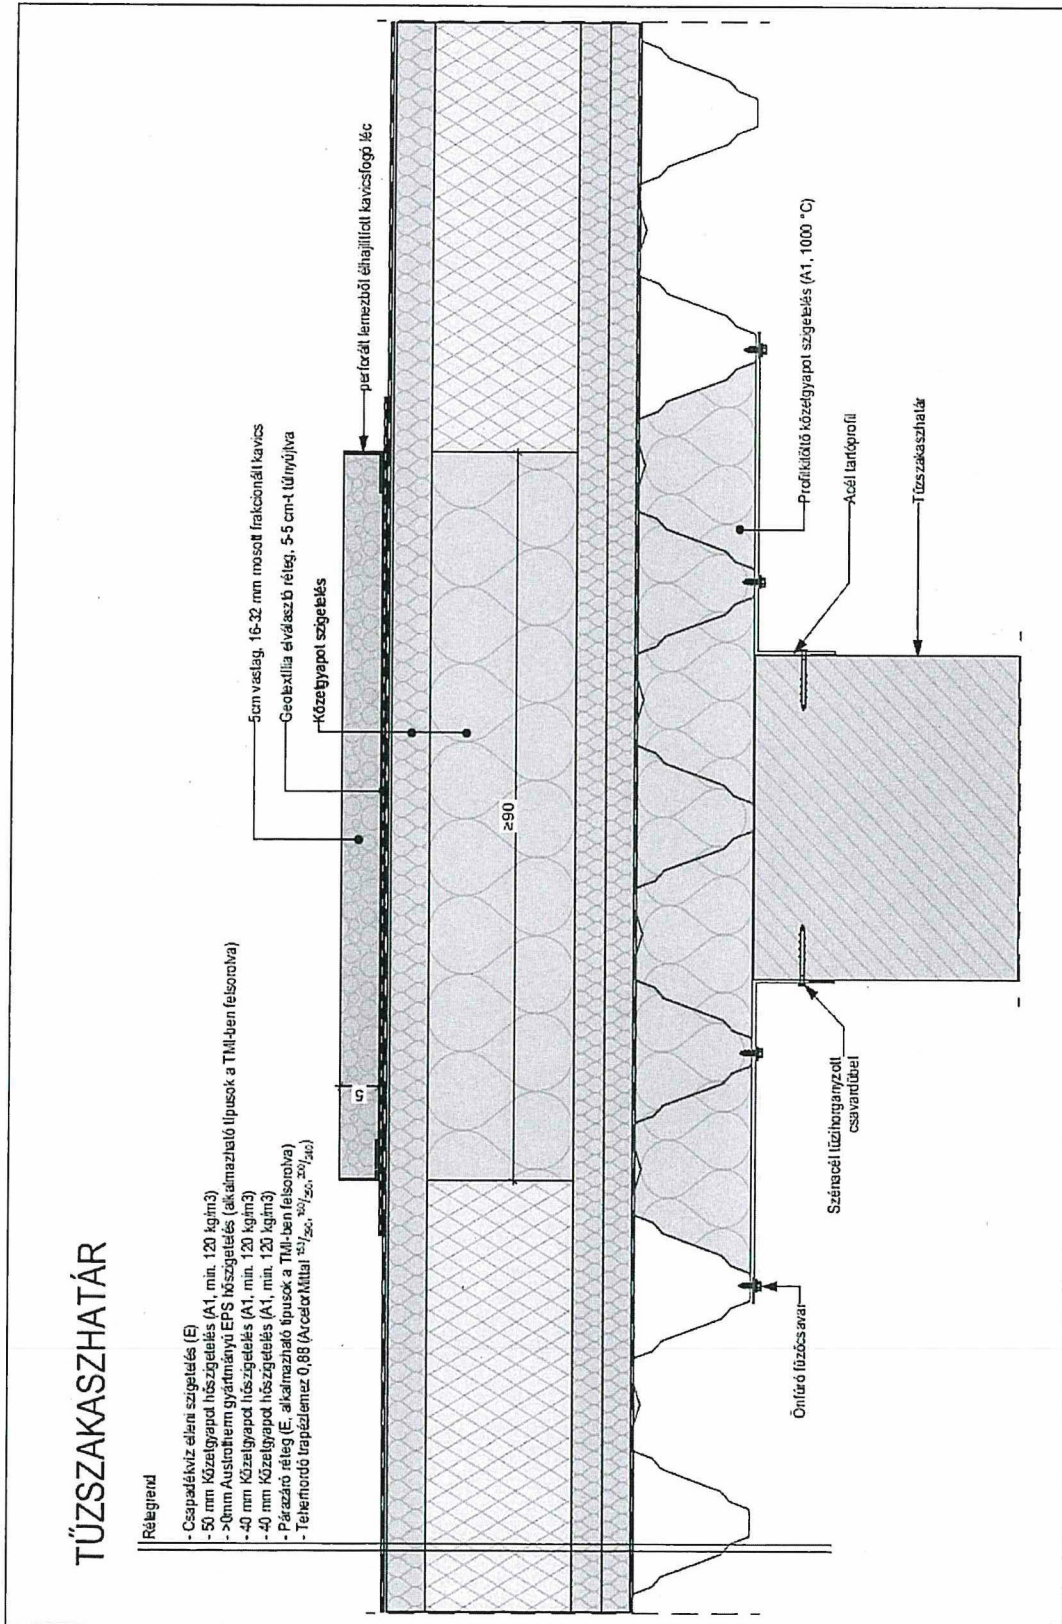 TŰZSZAKASZHATÁR
Rétegrend
- Csapadékvíz elleni szigetelés (E)
- 50 mm Kőzetgyapot hőszigetelés (A1, min. 120 kg/m3)
- >0mm Austrotherm gyártmányú EPS hőszigetelés (alkalmazható típusok a TMI-ben felsorolva)
- 40 mm Kőzetgyapot hőszigetelés (A1, min. 120 kg/m3)
- 40 mm Kőzetgyapot hőszigetelés (A1, min. 120 kg/m3)
- Párazáró réteg (E, alkalmazható típusok a TMI-ben felsorolva)
- Teherhordó trapézlemez 0,88 (ArcelorMittal
5cm vastag, 16-32 mm mosott frakcionált kavics
Geotextília elválasztó réteg, 5-5 cm-t túlnyújtva
Kőzetgyapot szigetelés
perforált lemezből élhajlított kavicsfogó léc
5
≥90
Önfúró fűzőcsavar
Szénacél tűzihorganyzott
csavardübel
Profilkitöltő kőzetgyapot szigetelés (A1, 1000 °C)
Acél tartóprofil
Tűzszakaszhatár